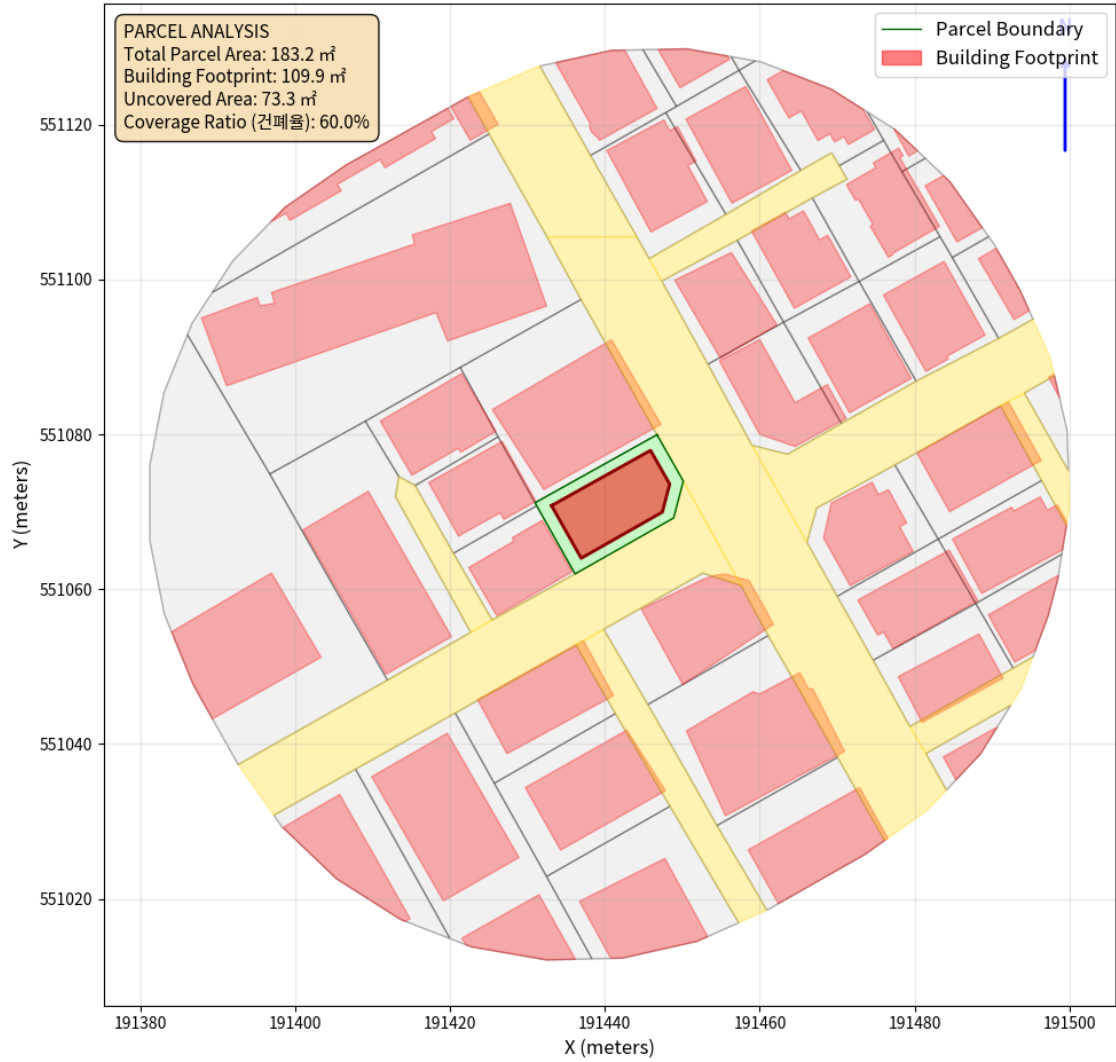 PARCEL ANALYSIS
Total Parcel Area: 183.2 ㎡
Building Footprint: 109.9 ㎡
Uncovered Area: 73.3 ㎡
Coverage Ratio (건폐율): 60.0%
Parcel Boundary
Building Footprint
551120
551100
551080
551060
551040
551020
Y (meters)
191380
191400
191420
191440
191460
191480
191500
X (meters)